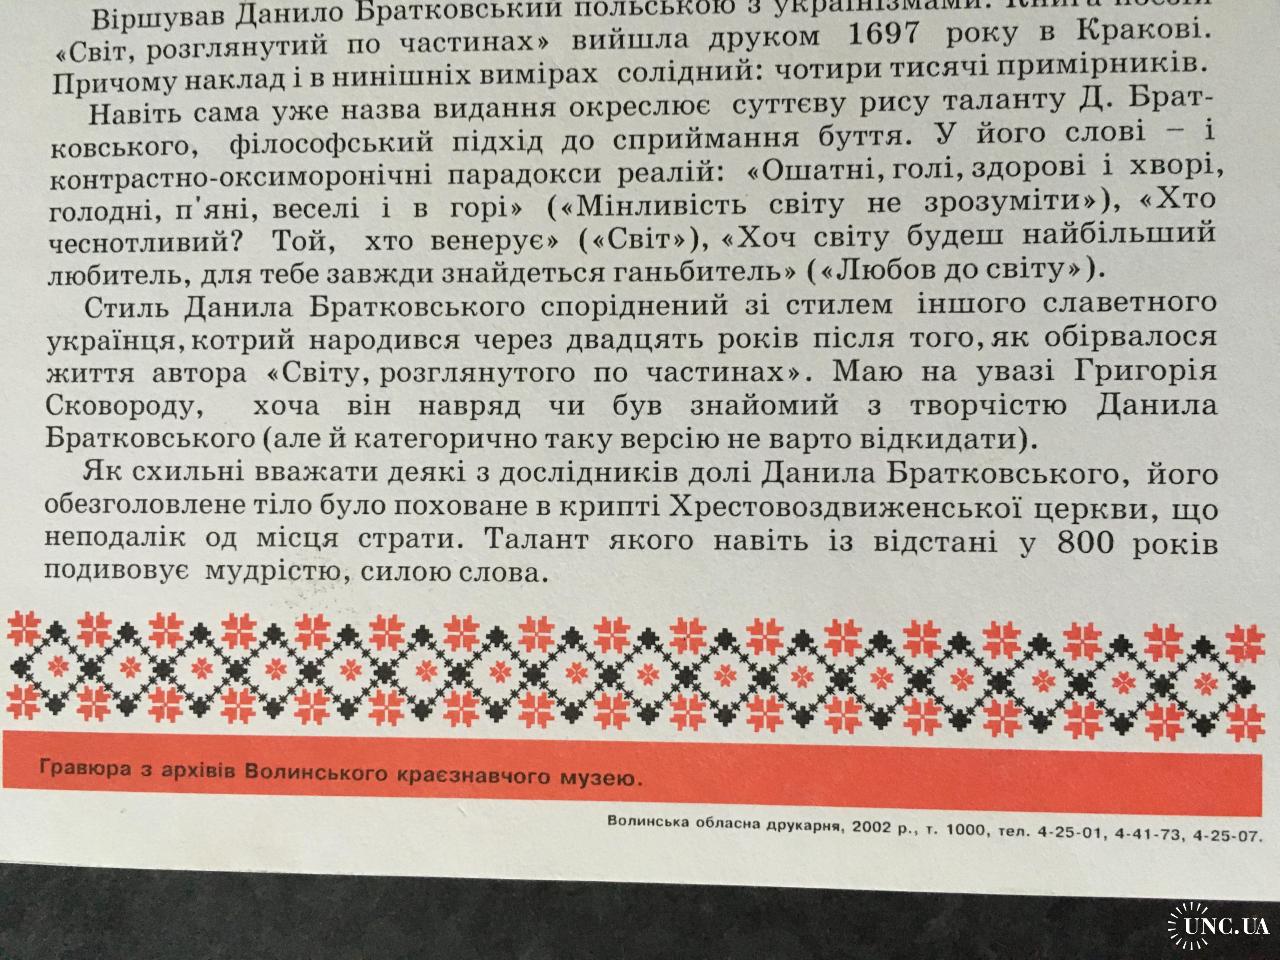 Віршував Данило Братковський польською з українізмами. Книга поезій
«Світ, розглянутий по частинах» вийшла друком 1697 року в Кракові.
Причому наклад і в нинішніх вимірах солідний: чотири тисячі примірників.
Навіть сама уже назва видання окреслює суттєву рису таланту Д. Брат-
ковського, філософський підхід до сприймання буття. У його слові – і
контрастно-оксиморонічні парадокси реалій: «Ошатні, голі, здорові і хворі,
голодні, п'яні, веселі і в горі» («Мінливість світу не зрозуміти»), «Хто
чеснотливий? Той, хто венерує» («Світ»), «Хоч світу будеш найбільший
любитель, для тебе завжди знайдеться ганьбитель» («Любов до світу»).
Стиль Данила Братковського споріднений зі стилем іншого славетного
українця, котрий народився через двадцять років після того, як обірвалося
життя автора «Світу, розглянутого по частинах». Маю на увазі Григорія
Сковороду, хоча він навряд чи був знайомий з творчістю Данила
Братковського (але й категорично таку версію не варто відкидати).
Як схильні вважати деякі з дослідників долі Данила Братковського, його
обезголовлене тіло було поховане в крипті Хрестовоздвиженської церкви, що
неподалік од місця страти. Талант якого навіть із відстані у 800 років
подивовує мудрістю, силою слова.
Гравюра з архівів Волинського краєзнавчого музею.
Волинська обласна друкарня, 2002 р., т. 1000, тел. 4-25-01, 4-41-73, 4-25-07.
UNC.UA